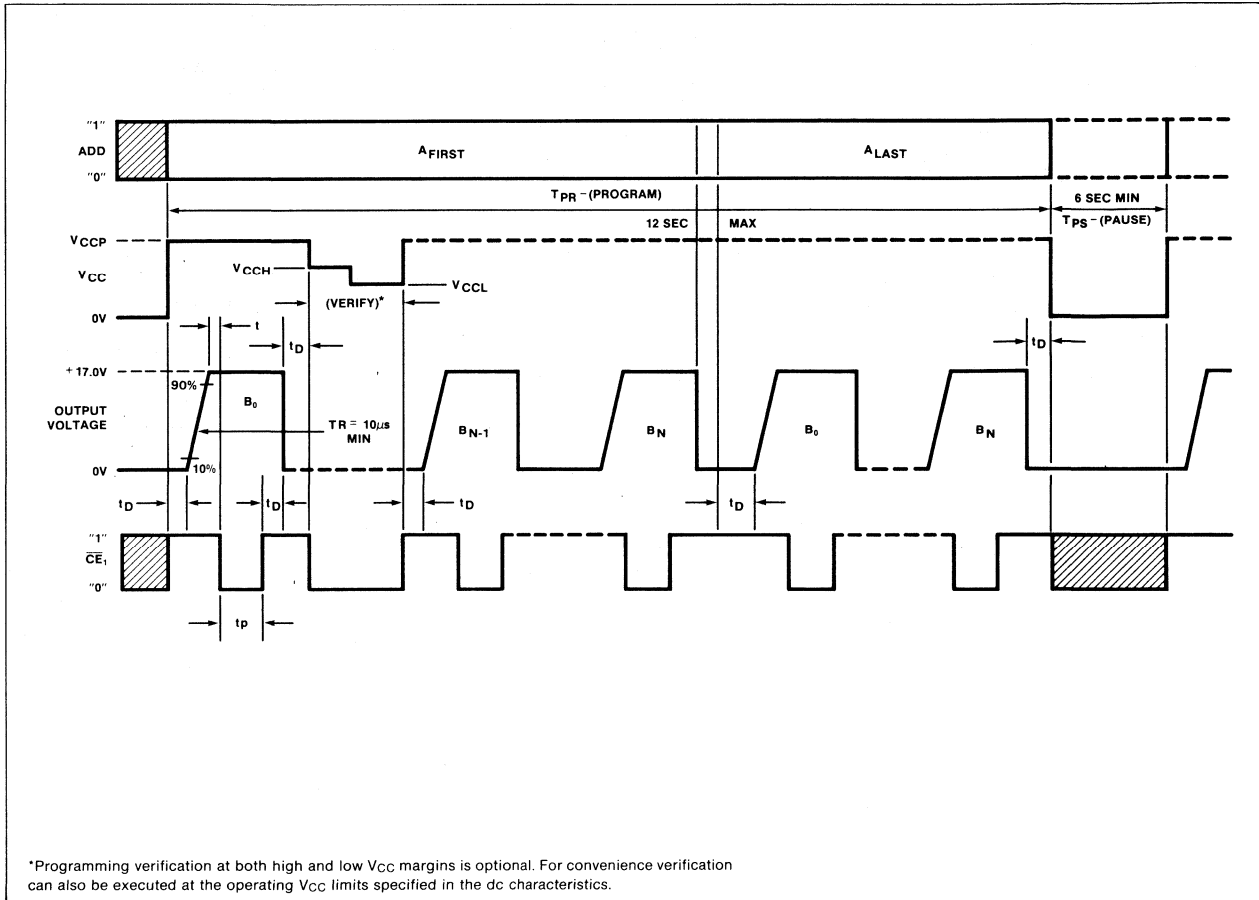 "1"
ADD
"0"
A FIRST
A LAST
TPR-(PROGRAM)
12 SEC MAX
6 SEC MIN
TPS-(PAUSE)
VCCP
VCC
0V
VCCH
VCCL
(VERIFY)*
t
tD
tD
+17.0V
90%
OUTPUT
VOLTAGE
10%
0V
B0
TR = 10µs
MIN
BN-1
BN
B0
BN
tD
tD
tD
tD
"1"
CE1
"0"
tp
*Programming verification at both high and low VCC margins is optional. For convenience verification
can also be executed at the operating VCC limits specified in the dc characteristics.